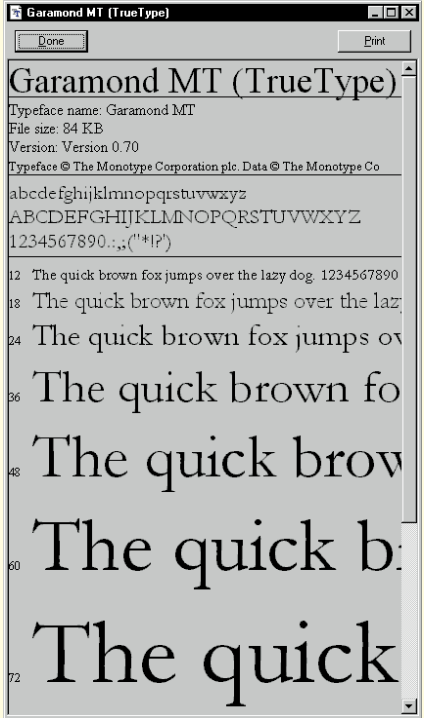 Garamond MT (TrueType)
Done
Print
Garamond MT (TrueType)
Typeface name: Garamond MT
File size: 84 KB
Version: Version 0.70
Typeface © The Monotype Corporation plc. Data © The Monotype Co
abcdefghijklmnopqrstuvwxyz
ABCDEFGHIJKLMNOPQRSTUVWXYZ
1234567890.:,;("*!?')
12 The quick brown fox jumps over the lazy dog. 1234567890
18 The quick brown fox jumps over the laz
24 The quick brown fox jumps ov
36 The quick brown fo
48 The quick brow
60 The quick b
72 The quick